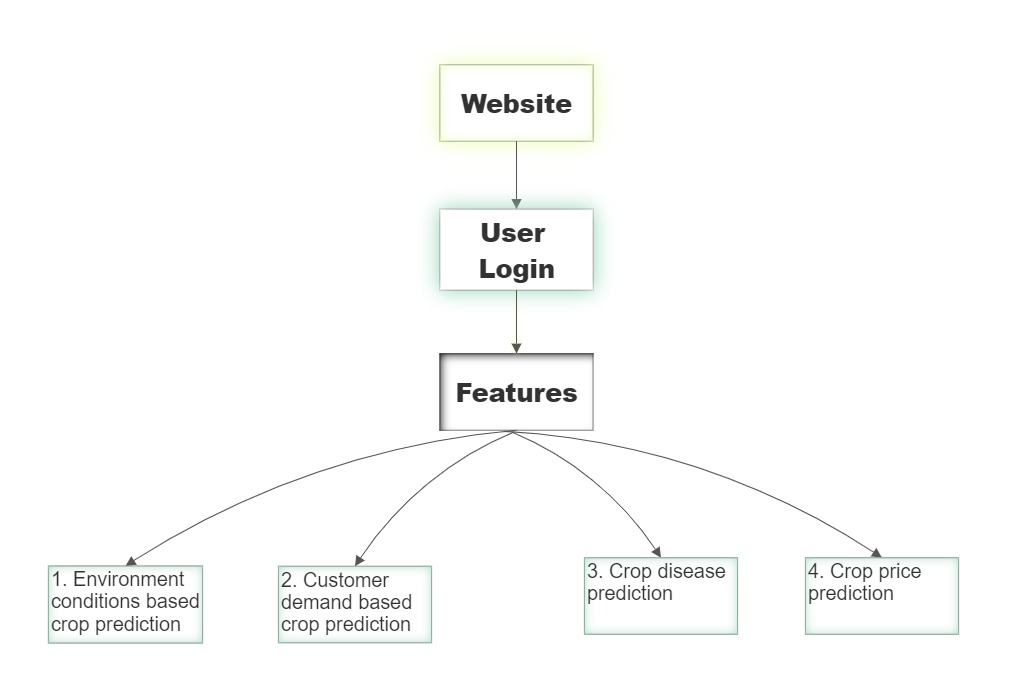 Website
User
Login
Features
1. Environment
conditions based
crop prediction
2. Customer
demand based
crop prediction
3. Crop disease
prediction
4. Crop price
prediction